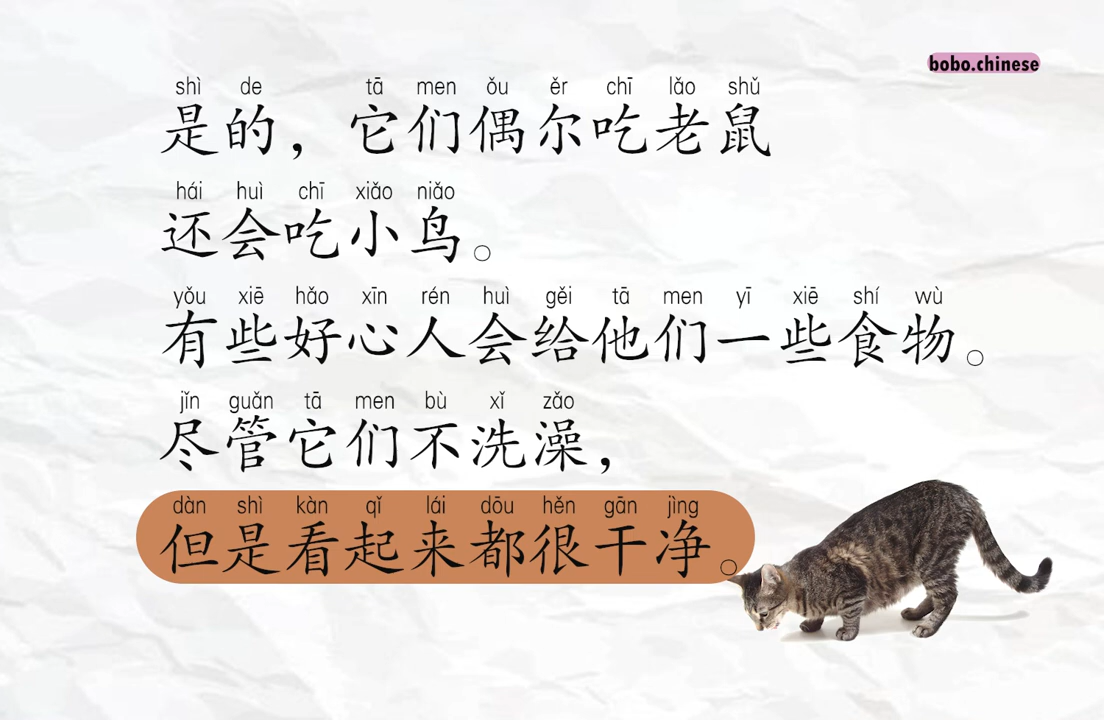 bobo.chinese
shì de tā men ǒu ěr chī lǎo shǔ
是的，它们偶尔吃老鼠
hái huì chī xiǎo niǎo
还会吃小鸟。
yǒu xiē hǎo xīn rén huì gěi tā men yī xiē shí wù
有些好心人会给他们一些食物。
jǐn guǎn tā men bù xǐ zǎo
尽管它们不洗澡，
dàn shì kàn qǐ lái dōu hěn gān jìng
但是看起来都很干净。